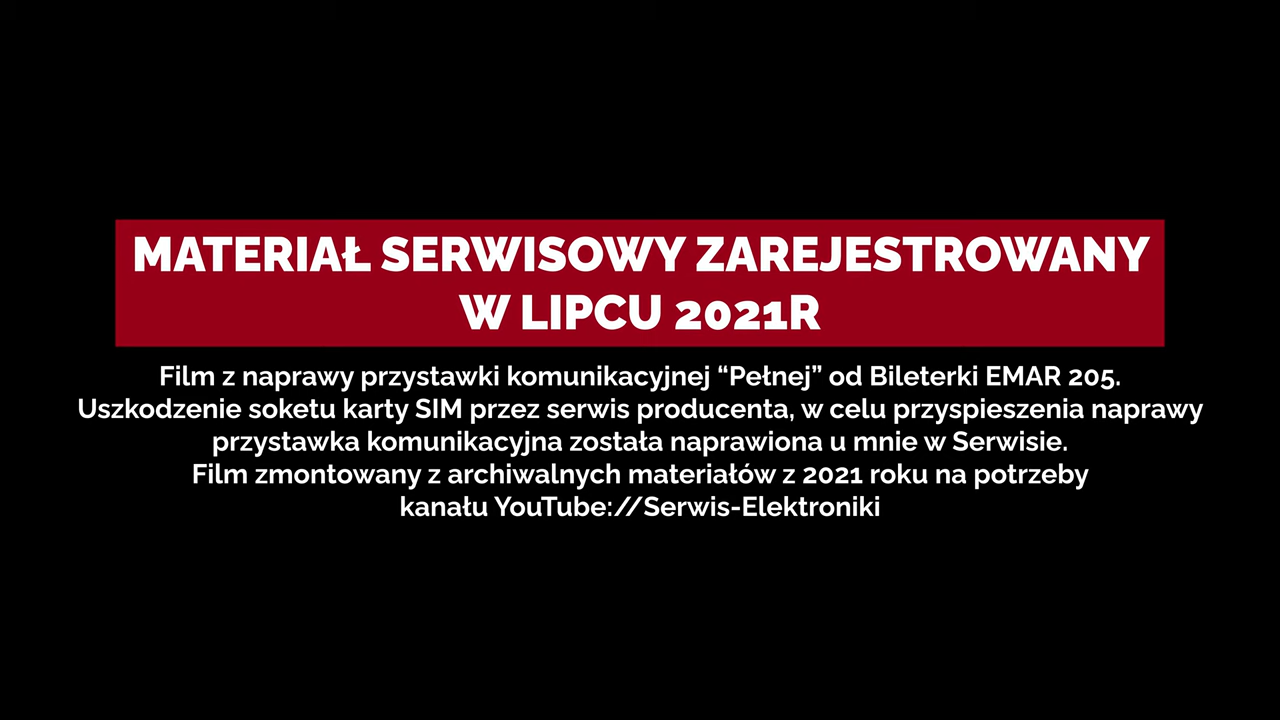 MATERIAŁ SERWISOWY ZAREJESTROWANY
W LIPCU 2021R
Film z naprawy przystawki komunikacyjnej “Pełnej” od Bileterki EMAR 205.
Uszkodzenie soketu karty SIM przez serwis producenta, w celu przyspieszenia naprawy
przystawka komunikacyjna została naprawiona u mnie w Serwisie.
Film zmontowany z archiwalnych materiałów z 2021 roku na potrzeby
kanału YouTube://Serwis-Elektroniki